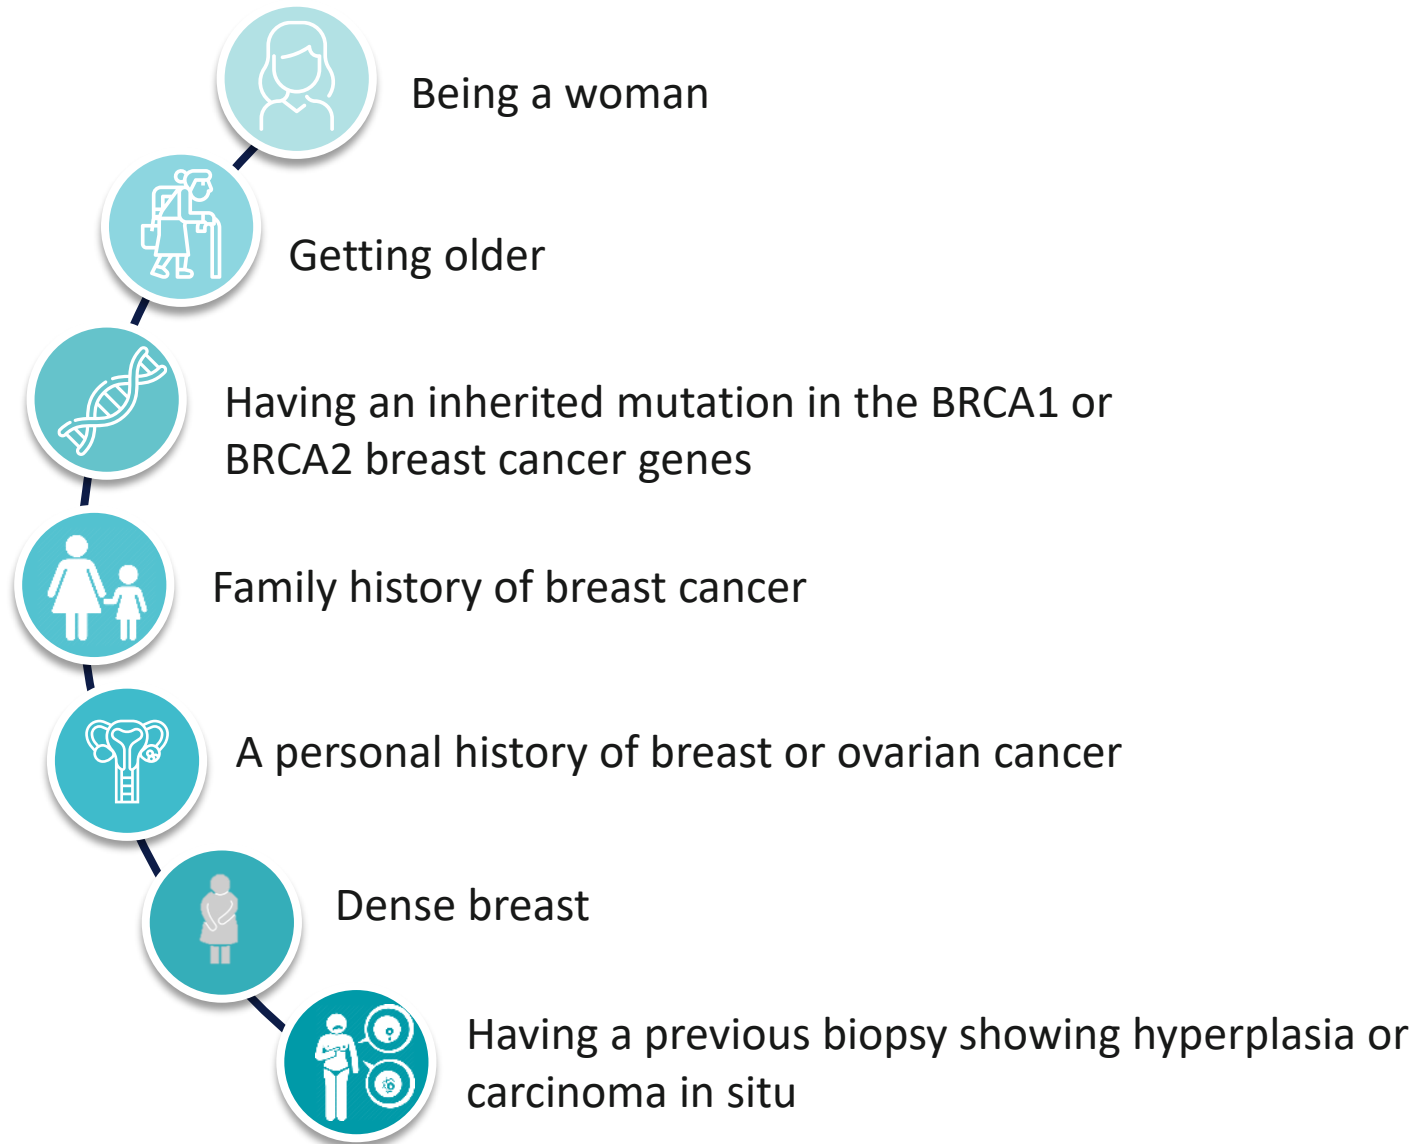 Being a woman
Getting older
Having an inherited mutation in the BRCA1 or
BRCA2 breast cancer genes
Family history of breast cancer
A personal history of breast or ovarian cancer
Dense breast
Having a previous biopsy showing hyperplasia or
carcinoma in situ